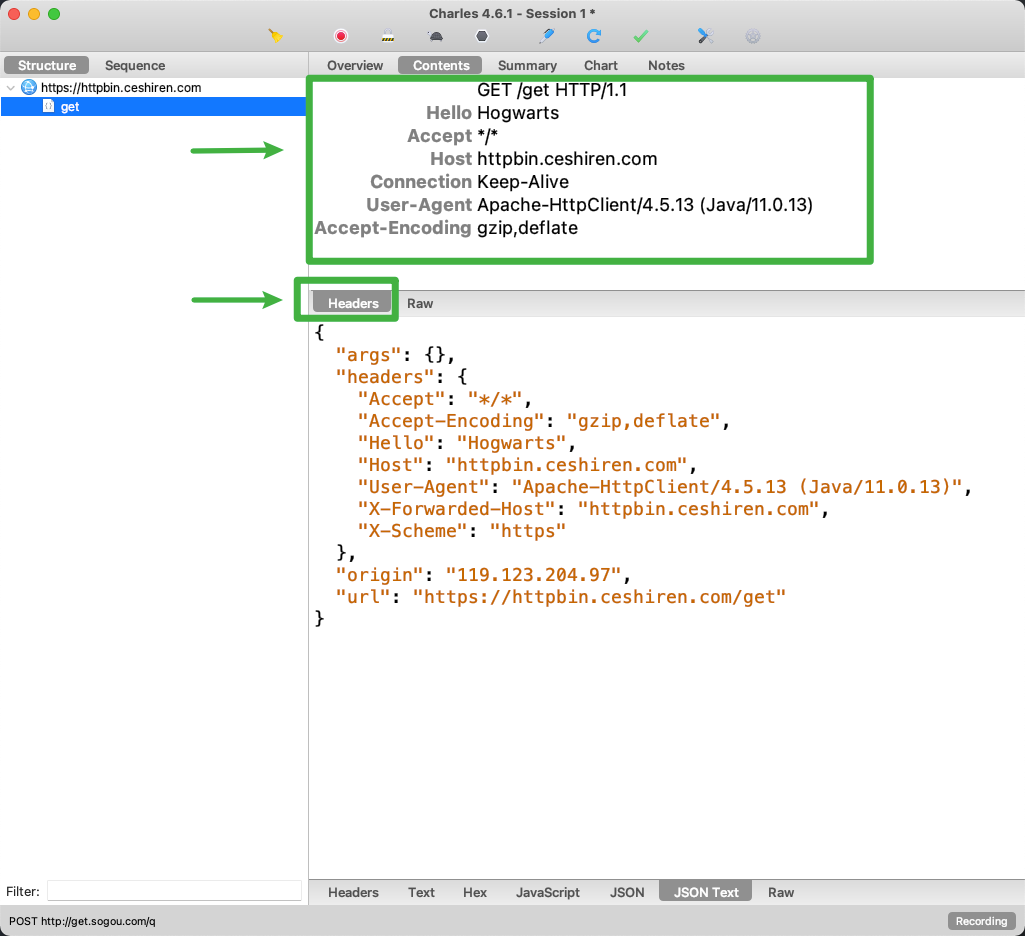 Charles 4.6.1 - Session 1 *
Structure Sequence
Overview Contents Summary Chart Notes
https://httpbin.ceshiren.com
get
GET /get HTTP/1.1
Hello Hogwarts
Accept */*
Host httpbin.ceshiren.com
Connection Keep-Alive
User-Agent Apache-HttpClient/4.5.13 (Java/11.0.13)
Accept-Encoding gzip,deflate
Headers Raw
{
  "args": {},
  "headers": {
    "Accept": "*/*",
    "Accept-Encoding": "gzip,deflate",
    "Hello": "Hogwarts",
    "Host": "httpbin.ceshiren.com",
    "User-Agent": "Apache-HttpClient/4.5.13 (Java/11.0.13)",
    "X-Forwarded-Host": "httpbin.ceshiren.com",
    "X-Scheme": "https"
  },
  "origin": "119.123.204.97",
  "url": "https://httpbin.ceshiren.com/get"
}
Filter:
Headers Text Hex JavaScript JSON JSON Text Raw
POST http://get.sogou.com/q
Recording